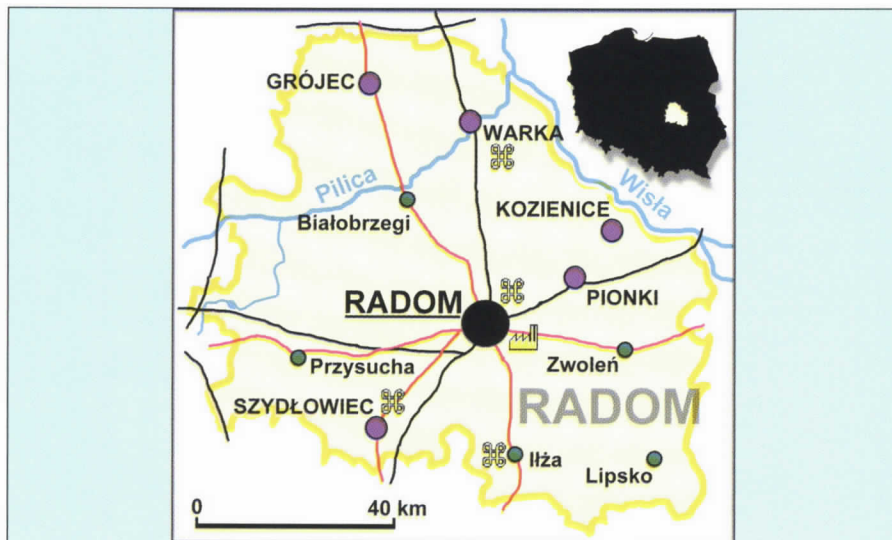 GRÓJEC
WARKA
Pilica
Wisła
KOZIENICE
Białobrzegi
RADOM
PIONKI
Przysucha
Zwoleń
SZYDŁOWIEC
RADOM
Iłża
Lipsko
0 40 km